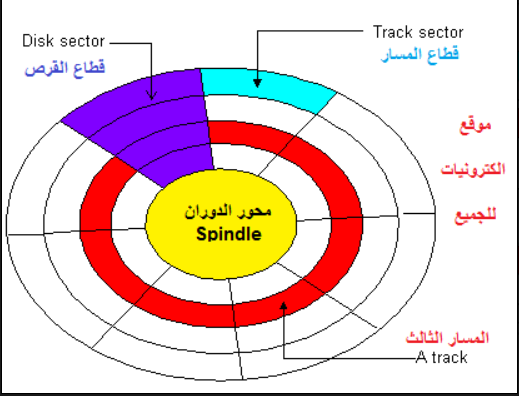 Disk sector
قطاع القرص
Track sector
قطاع المسار
موقع
الكترونيات
للجميع
محور الدوران
Spindle
المسار الثالث
A track